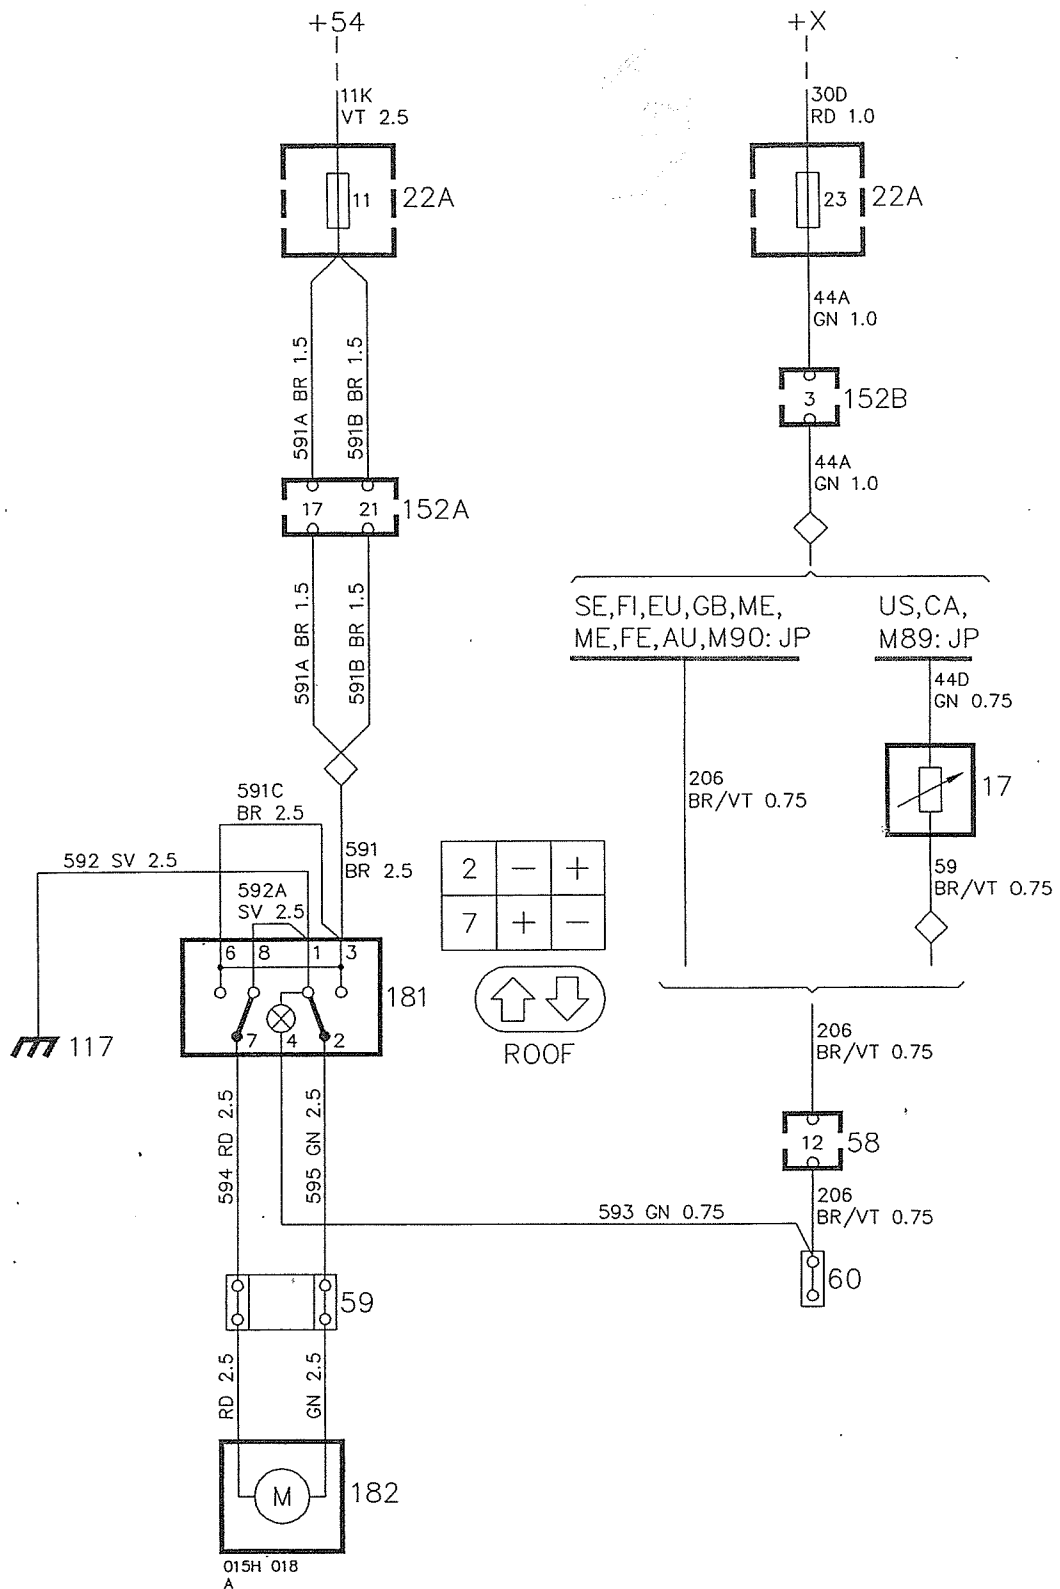 +54
+X
11K
VT 2.5
30D
RD 1.0
11
22A
23
22A
44A
GN 1.0
591A BR 1.5
591B BR 1.5
3
152B
44A
GN 1.0
17
21
152A
591A BR 1.5
591B BR 1.5
SE,FI,EU,GB,ME,
ME,FE,AU,M90: JP
US,CA,
M89: JP
44D
GN 0.75
206
BR/VT 0.75
17
59
BR/VT 0.75
591C
BR 2.5
591
BR 2.5
592 SV 2.5
592A
SV 2.5
2 − +
7 + −
6 8 1 3
181
7 4 2
117
ROOF
206
BR/VT 0.75
594 RD 2.5
595 GN 2.5
12
58
206
BR/VT 0.75
593 GN 0.75
60
59
RD 2.5
GN 2.5
M
182
015H 018
A